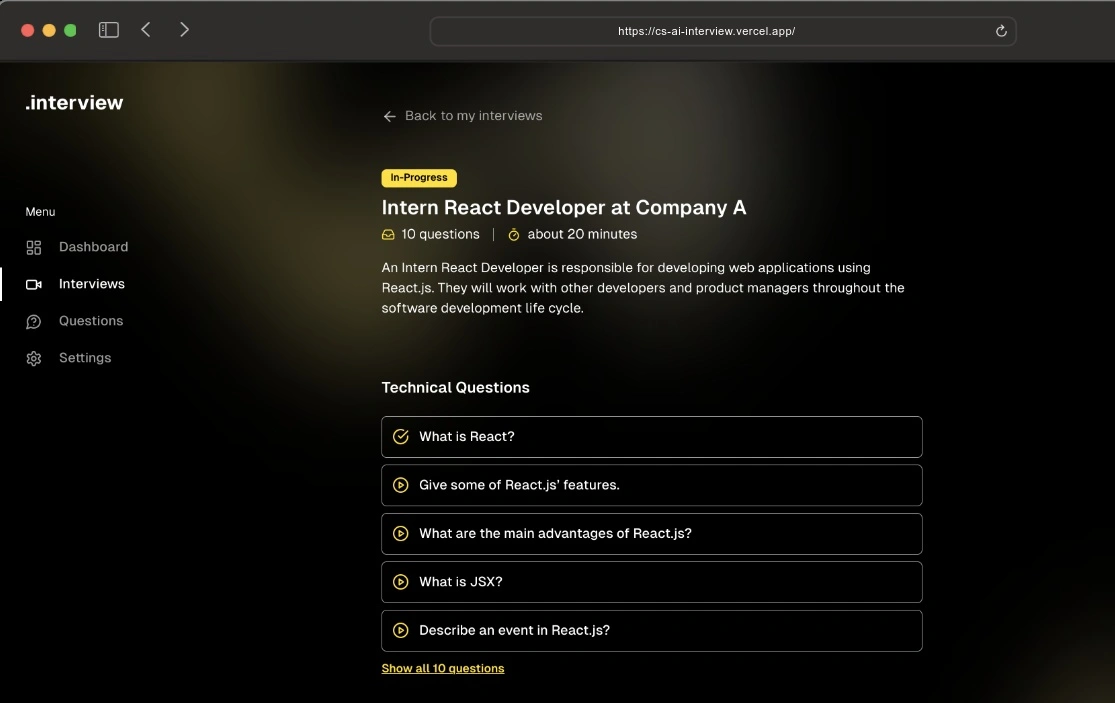 https://cs-ai-interview.vercel.app/
.interview
Menu
Dashboard
Interviews
Questions
Settings
Back to my interviews
In-Progress
Intern React Developer at Company A
10 questions | about 20 minutes
An Intern React Developer is responsible for developing web applications using
React.js. They will work with other developers and product managers throughout the
software development life cycle.
Technical Questions
What is React?
Give some of React.js’ features.
What are the main advantages of React.js?
What is JSX?
Describe an event in React.js?
Show all 10 questions